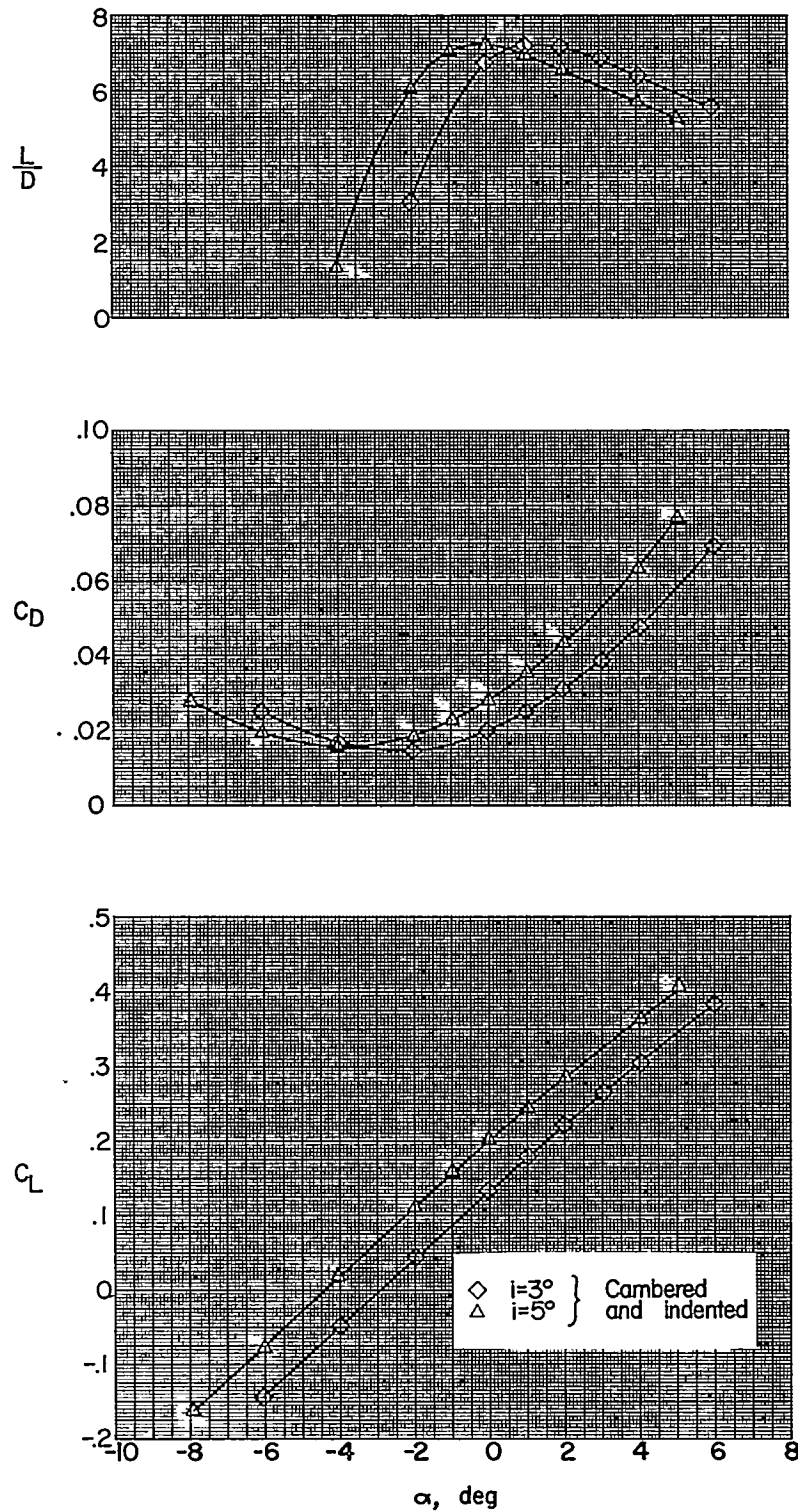 8
6
4
2
0
L
D
.10
.08
.06
.04
.02
0
C_D
.5
.4
.3
.2
.1
0
-.1
-.2
C_L
i=3°
i=5°
} Cambered
and indented
-10 -8 -6 -4 -2 0 2 4 6 8
α, deg